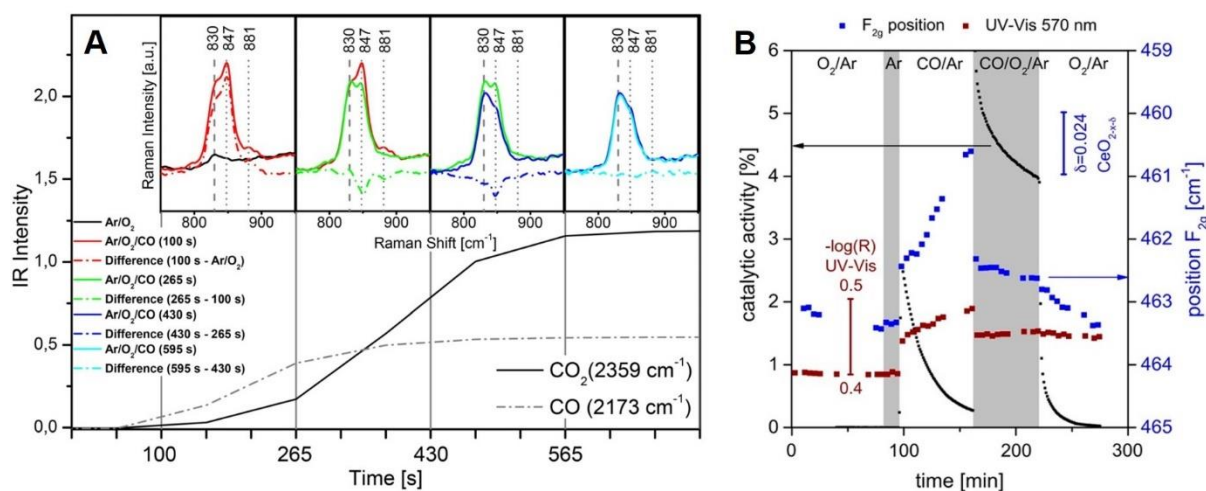 A
830
847
881
830
847
881
830
847
881
830
847
881
Raman Intensity [a.u.]
800 900 800 900 800 900 800 900
Raman Shift [cm-1]
Ar/O2
Ar/O2/CO (100 s)
Difference (100 s - Ar/O2)
Ar/O2/CO (265 s)
Difference (265 s - 100 s)
Ar/O2/CO (430 s)
Difference (430 s - 265 s)
Ar/O2/CO (595 s)
Difference (595 s - 430 s)
IR Intensity
2,0
1,5
1.0
0.5
0,0
CO2(2359 cm-1)
CO (2173 cm-1)
100 265 430 565
Time [s]
B
F2g position UV-Vis 570 nm
O2/Ar Ar CO/Ar CO/O2/Ar O2/Ar
catalytic activity [%]
6
5
4
3
2
1
0
-log(R)
UV-Vis
0.5
0.4
δ=0.024
CeO2-x-δ
459
460
461
462
463
464
465
position F2g [cm-1]
0 100 200 300
time [min]